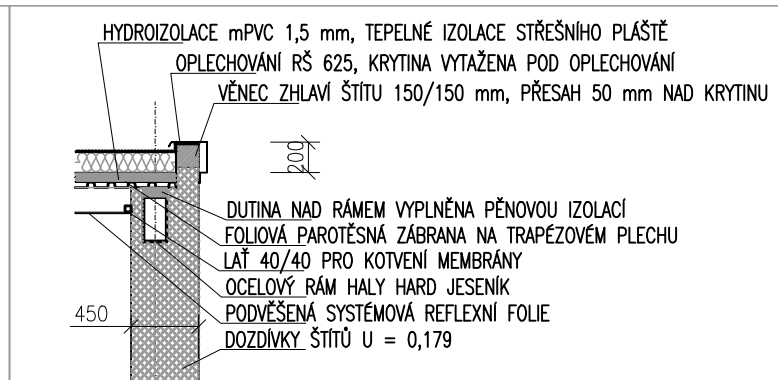 HYDROIZOLACE mPVC 1,5 mm, TEPELNÉ IZOLACE STŘEŠNÍHO PLÁŠTĚ
OPLECHOVÁNÍ RŠ 625, KRYTINA VYTAŽENA POD OPLECHOVÁNÍ
VĚNEC ZHLAVÍ ŠTÍTU 150/150 mm, PŘESAH 50 mm NAD KRYTINU
200
DUTINA NAD RÁMEM VYPLNĚNA PĚNOVOU IZOLACÍ
FOLIOVÁ PAROTĚSNÁ ZÁBRANA NA TRAPÉZOVÉM PLECHU
LAŤ 40/40 PRO KOTVENÍ MEMBRÁNY
OCELOVÝ RÁM HALY HARD JESENÍK
450
PODVĚŠENÁ SYSTÉMOVÁ REFLEXNÍ FOLIE
DOZDÍVKY ŠTÍTŮ U = 0,179